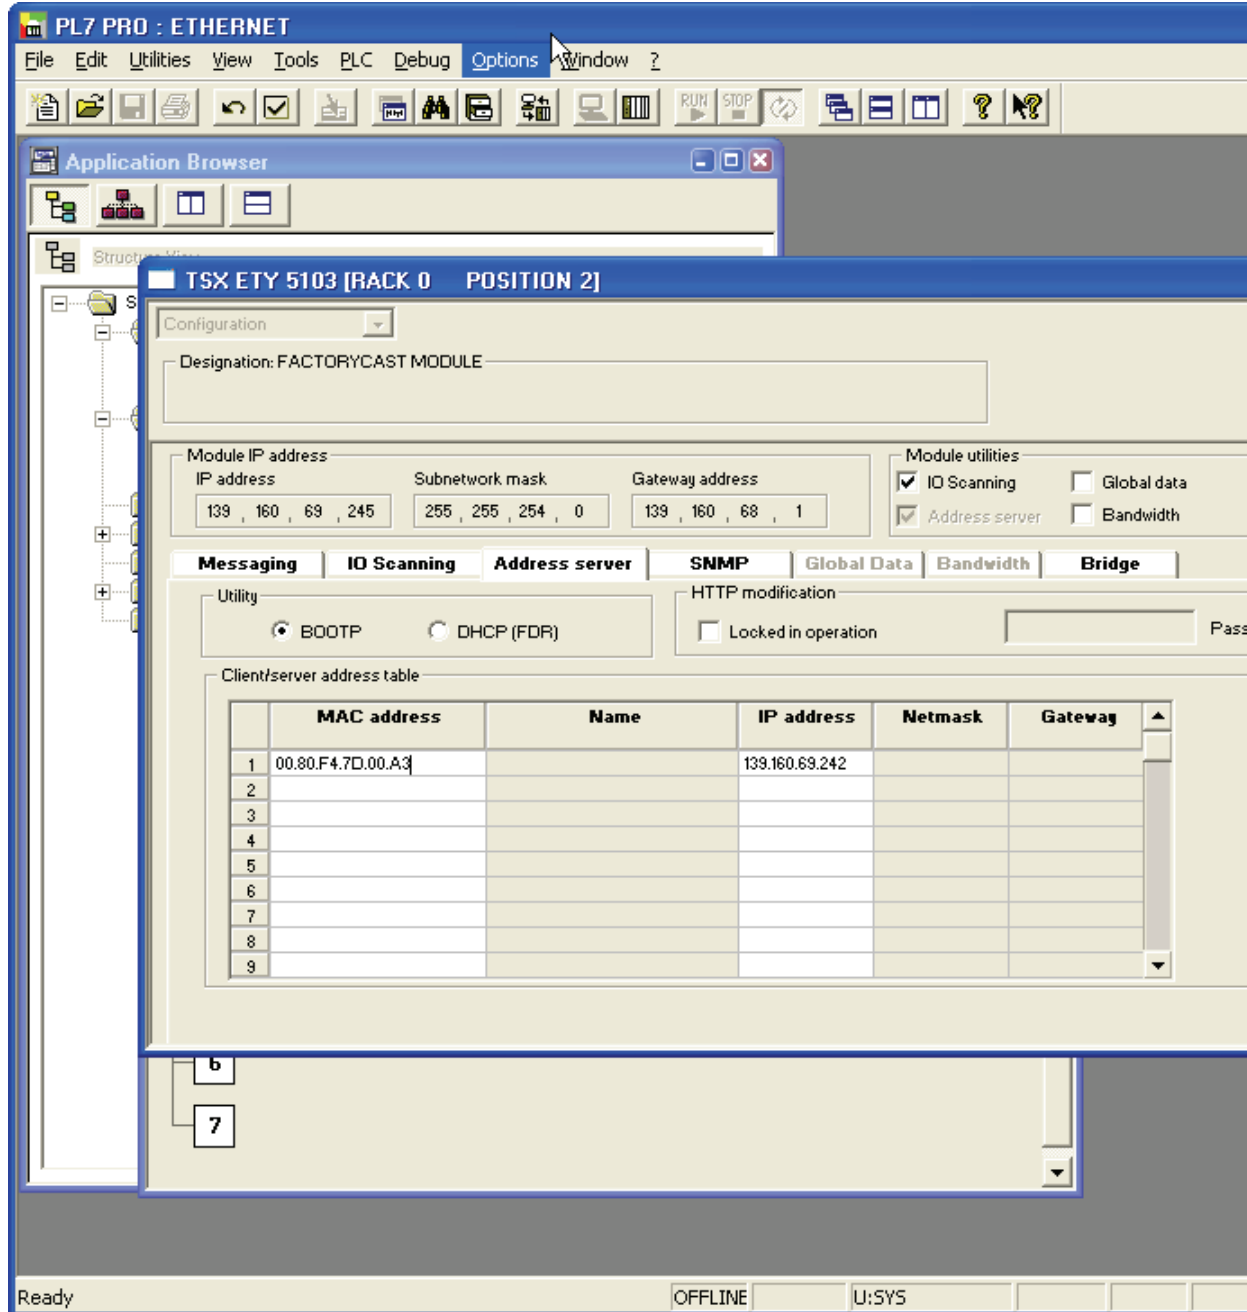 PL7 PRO : ETHERNET
File Edit Utilities View Tools PLC Debug Options Window ?
RUN STOP
Application Browser
TSX ETY 5103 [RACK 0 POSITION 2]
S
Configuration
Designation: FACTORYCAST MODULE
Module IP address Module utilities
IP address Subnetwork mask Gateway address IO Scanning Global data
139 , 160 , 69 , 245 255 , 255 , 254 , 0 139 , 160 , 68 , 1 Address server Bandwidth
Messaging IO Scanning Address server SNMP Global Data Bandwidth Bridge
Utility HTTP modification
BOOTP DHCP (FDR) Locked in operation Pass
Client/server address table
MAC address Name IP address Netmask Gateway
1 00.80.F4.7D.00.A3 139.160.69.242
2
3
4
5
6
7
8
9
6
7
Ready OFFLINE U:SYS